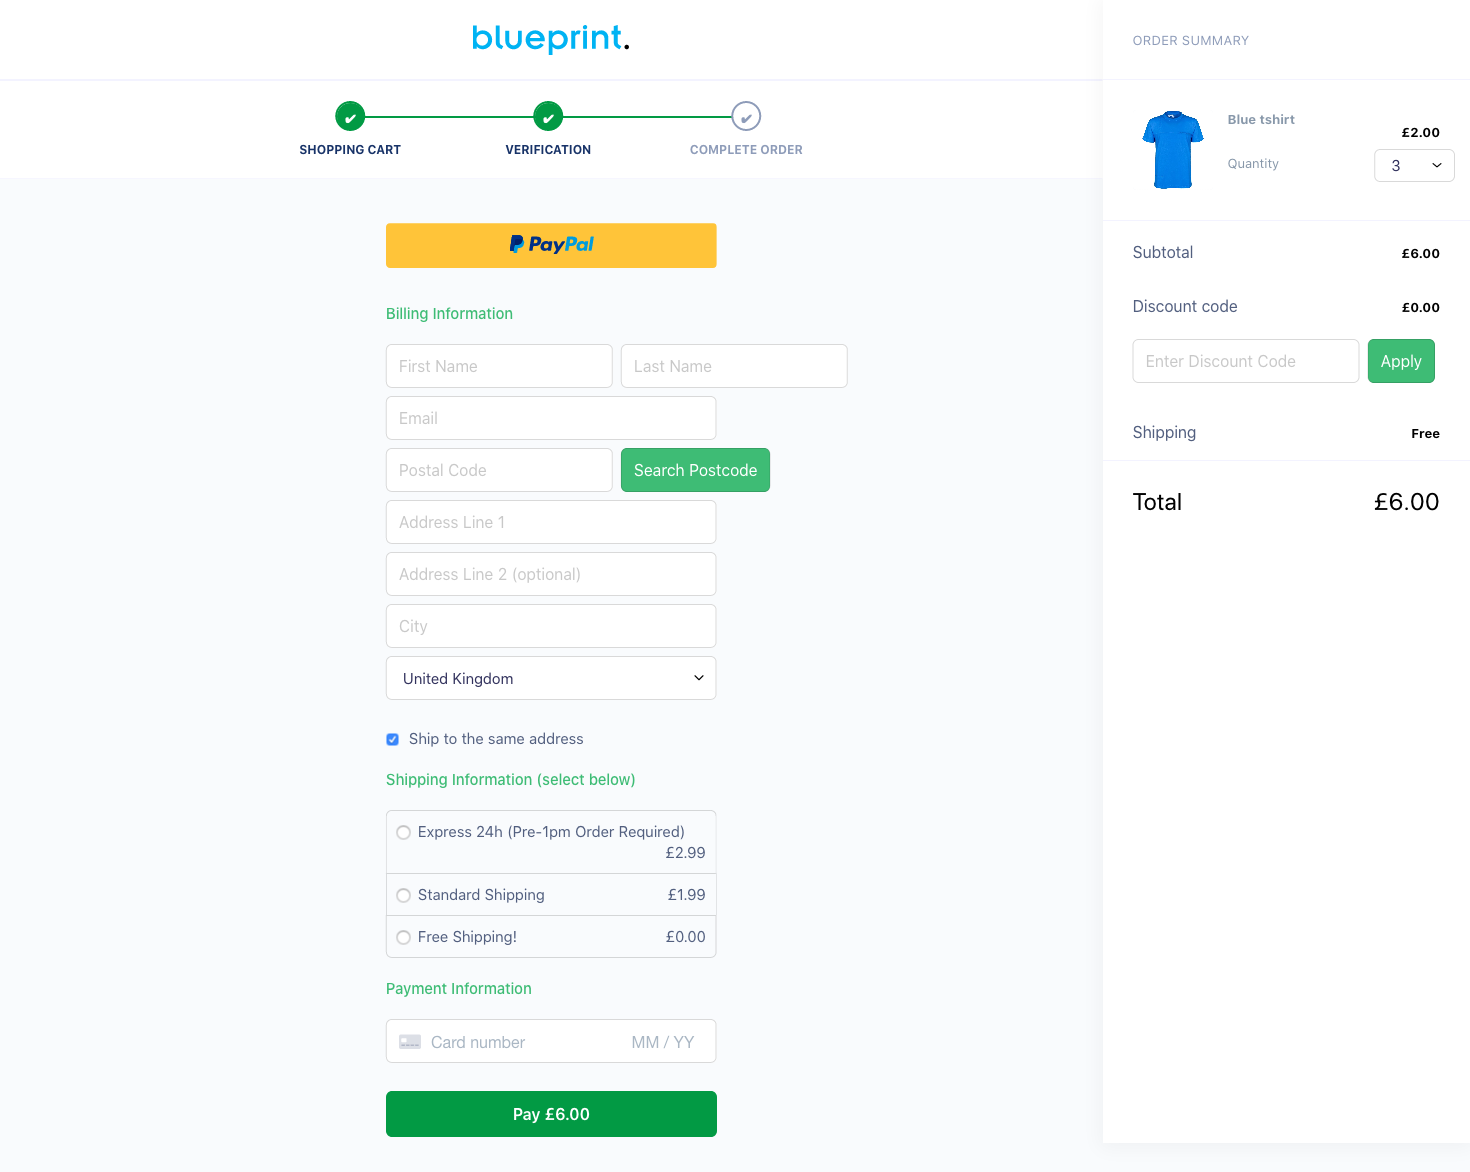 blueprint.
SHOPPING CART
VERIFICATION
COMPLETE ORDER
PayPal
Billing Information
First Name
Last Name
Email
Postal Code
Search Postcode
Address Line 1
Address Line 2 (optional)
City
United Kingdom
Ship to the same address
Shipping Information (select below)
Express 24h (Pre-1pm Order Required)
£2.99
Standard Shipping £1.99
Free Shipping! £0.00
Payment Information
Card number MM / YY
Pay £6.00
ORDER SUMMARY
Blue tshirt
£2.00
Quantity 3
Subtotal £6.00
Discount code £0.00
Enter Discount Code Apply
Shipping Free
Total £6.00